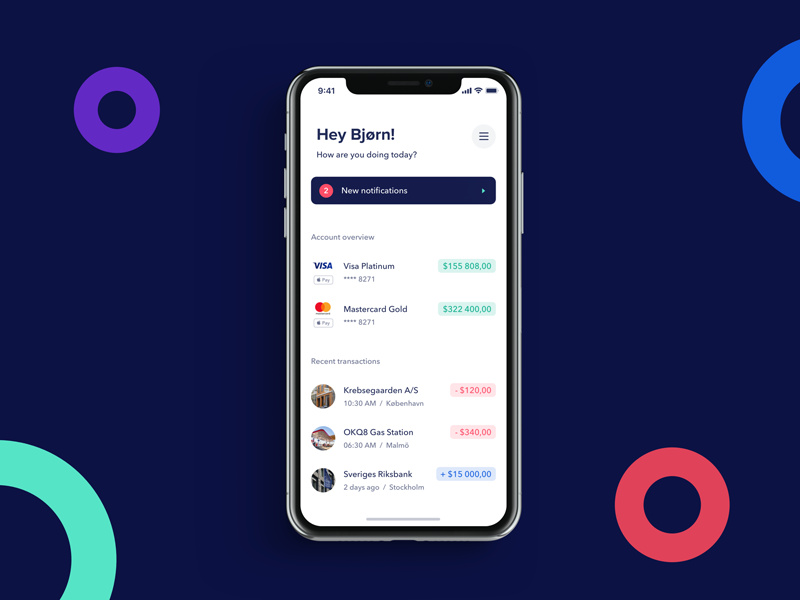 9:41
Hey Bjørn!
How are you doing today?
2 New notifications
Account overview
VISA Visa Platinum $155 808,00
Pay **** 8271
Mastercard Gold $322 400,00
Pay **** 8271
Recent transactions
Krebsegaarden A/S - $120,00
10:30 AM / København
OKQ8 Gas Station - $340,00
06:30 AM / Malmö
Sveriges Riksbank + $15 000,00
2 days ago / Stockholm